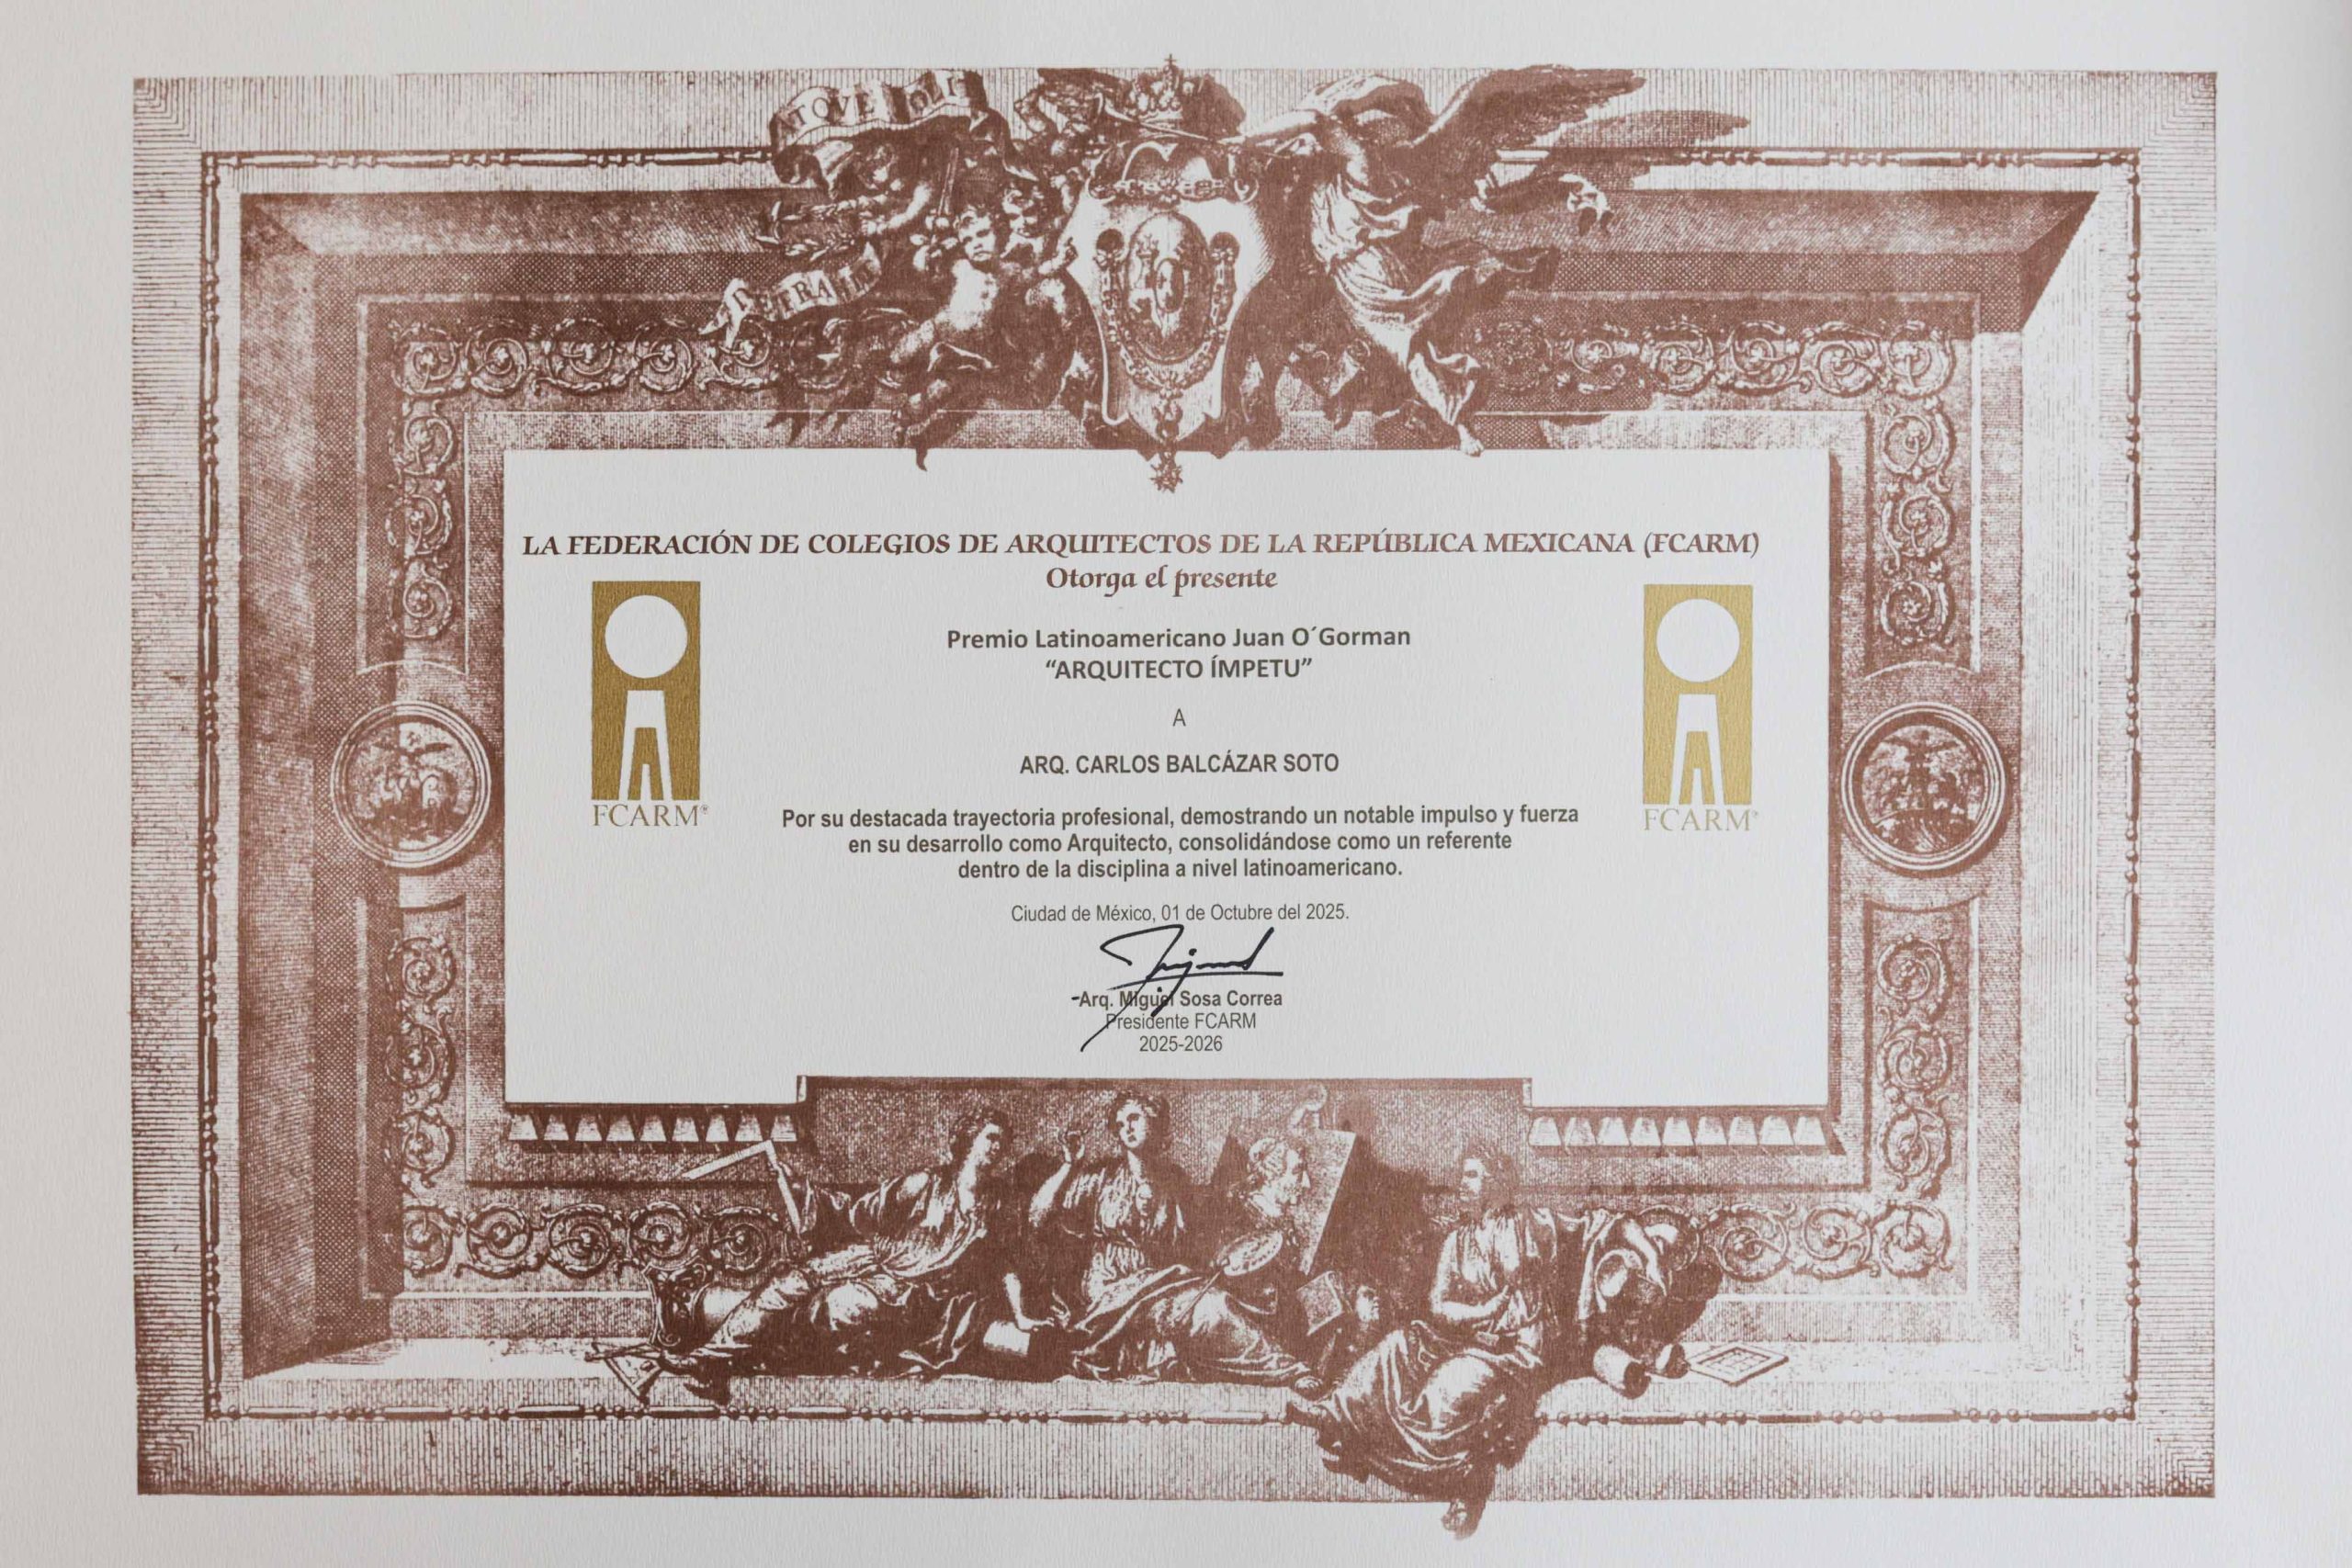 ATQVE
LA FEDERACIÓN DE COLEGIOS DE ARQUITECTOS DE LA REPÚBLICA MEXICANA (FCARM)
Otorga el presente
Premio Latinoamericano Juan O´Gorman
“ARQUITECTO ÍMPETU”
A
ARQ. CARLOS BALCÁZAR SOTO
FCARM®
FCARM®
Por su destacada trayectoria profesional, demostrando un notable impulso y fuerza
en su desarrollo como Arquitecto, consolidándose como un referente
dentro de la disciplina a nivel latinoamericano.
Ciudad de México, 01 de Octubre del 2025.
Arq. Miguel Sosa Correa
Presidente FCARM
2025-2026